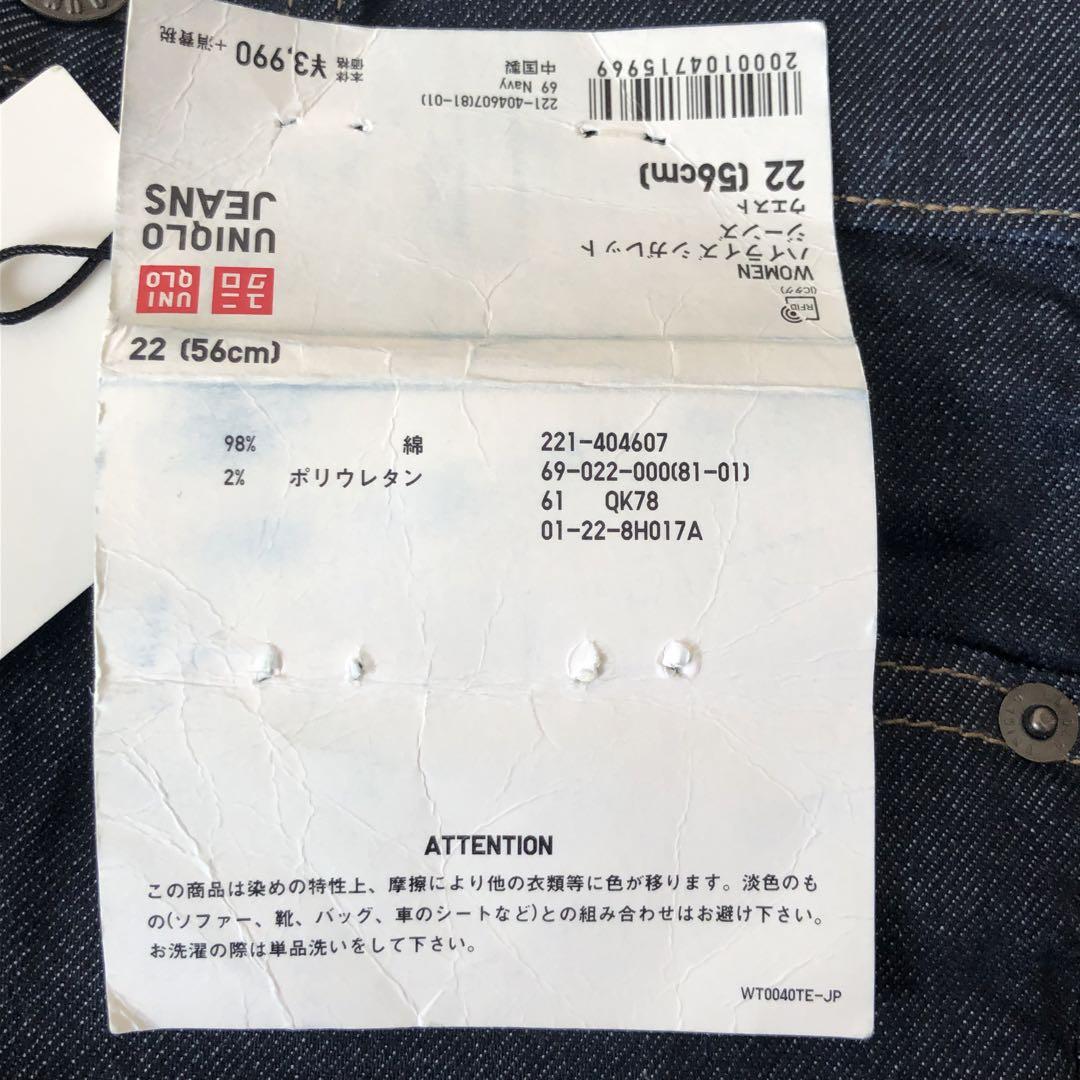 2000104715969
221-404607(81-01)
69 Navy
中国製
本体
価格 ¥3,990 +消費税
22 (56cm)
ウエスト
ジーンズ
ハイライズシガレット
WOMEN
(ICタグ)
RFID
UNIQLO
JEANS
UNI
QLO
ユニ
クロ
22 (56cm)
98% 綿
2% ポリウレタン
221-404607
69-022-000(81-01)
61 QK78
01-22-8H017A
ATTENTION
この商品は染めの特性上、摩擦により他の衣類等に色が移ります。淡色のも
の(ソファー、靴、バッグ、車のシートなど)との組み合わせはお避け下さい。
お洗濯の際は単品洗いをして下さい。
WT0040TE-JP